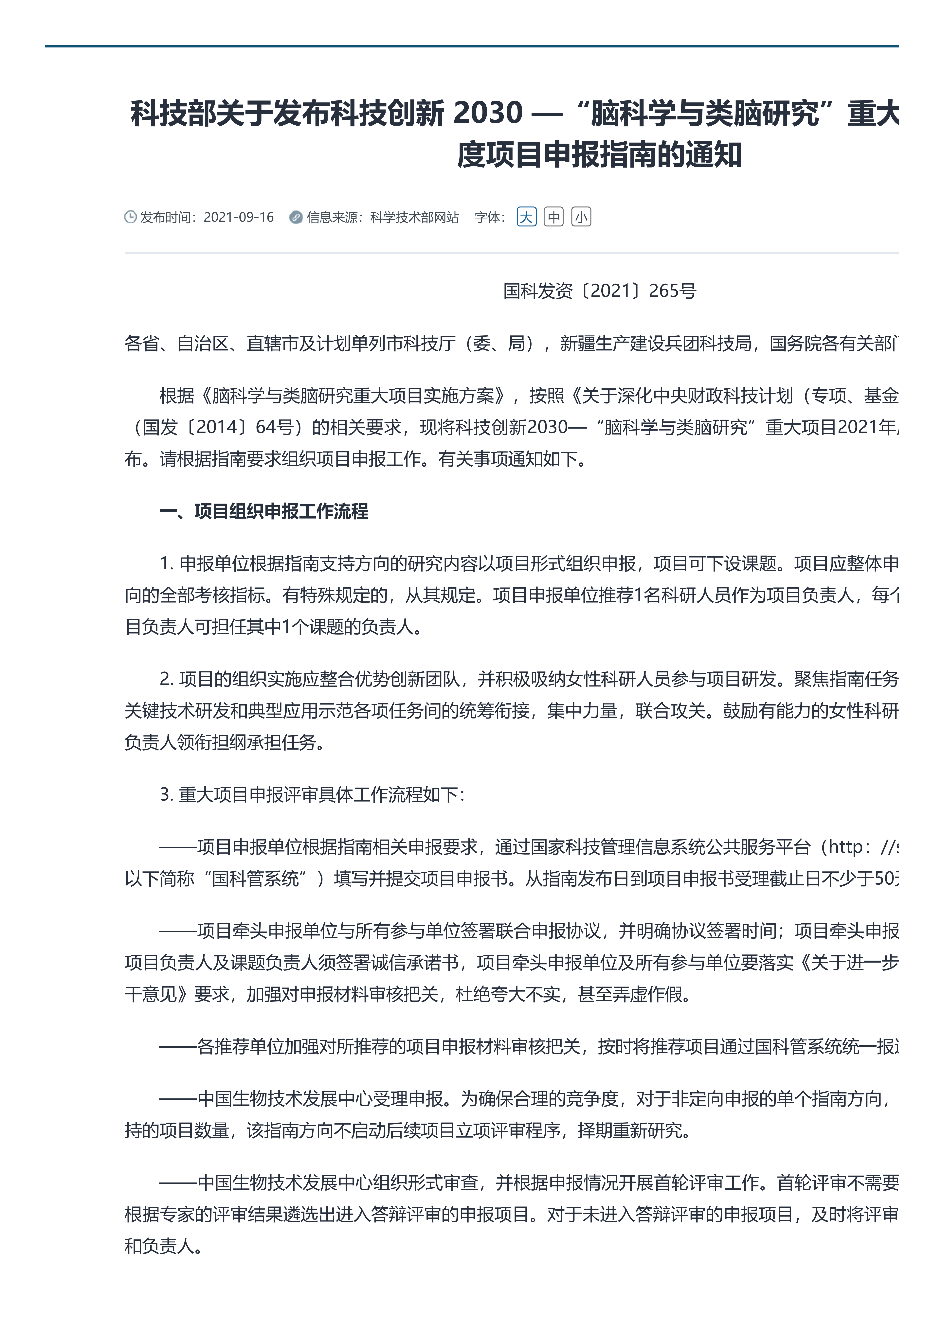 科技部关于发布科技创新 2030 —“脑科学与类脑研究”重大
度项目申报指南的通知
发布时间：2021-09-16 信息来源：科学技术部网站 字体： 大 中 小
国科发资〔2021〕265号
各省、自治区、直辖市及计划单列市科技厅（委、局），新疆生产建设兵团科技局，国务院各有关部门
根据《脑科学与类脑研究重大项目实施方案》，按照《关于深化中央财政科技计划（专项、基金
（国发〔2014〕64号）的相关要求，现将科技创新2030—“脑科学与类脑研究”重大项目2021年
布。请根据指南要求组织项目申报工作。有关事项通知如下。
一、项目组织申报工作流程
1. 申报单位根据指南支持方向的研究内容以项目形式组织申报，项目可下设课题。项目应整体申
向的全部考核指标。有特殊规定的，从其规定。项目申报单位推荐1名科研人员作为项目负责人，每个
目负责人可担任其中1个课题的负责人。
2. 项目的组织实施应整合优势创新团队，并积极吸纳女性科研人员参与项目研发。聚焦指南任务
关键技术研发和典型应用示范各项任务间的统筹衔接，集中力量，联合攻关。鼓励有能力的女性科研
负责人领衔担纲承担任务。
3. 重大项目申报评审具体工作流程如下：
——项目申报单位根据指南相关申报要求，通过国家科技管理信息系统公共服务平台（http：//s
以下简称“国科管系统”）填写并提交项目申报书。从指南发布日到项目申报书受理截止日不少于50天
——项目牵头申报单位与所有参与单位签署联合申报协议，并明确协议签署时间；项目牵头申报
项目负责人及课题负责人须签署诚信承诺书，项目牵头申报单位及所有参与单位要落实《关于进一步
干意见》要求，加强对申报材料审核把关，杜绝夸大不实，甚至弄虚作假。
——各推荐单位加强对所推荐的项目申报材料审核把关，按时将推荐项目通过国科管系统统一报送
——中国生物技术发展中心受理申报。为确保合理的竞争度，对于非定向申报的单个指南方向，
持的项目数量，该指南方向不启动后续项目立项评审程序，择期重新研究。
——中国生物技术发展中心组织形式审查，并根据申报情况开展首轮评审工作。首轮评审不需要
根据专家的评审结果遴选出进入答辩评审的申报项目。对于未进入答辩评审的申报项目，及时将评审
和负责人。